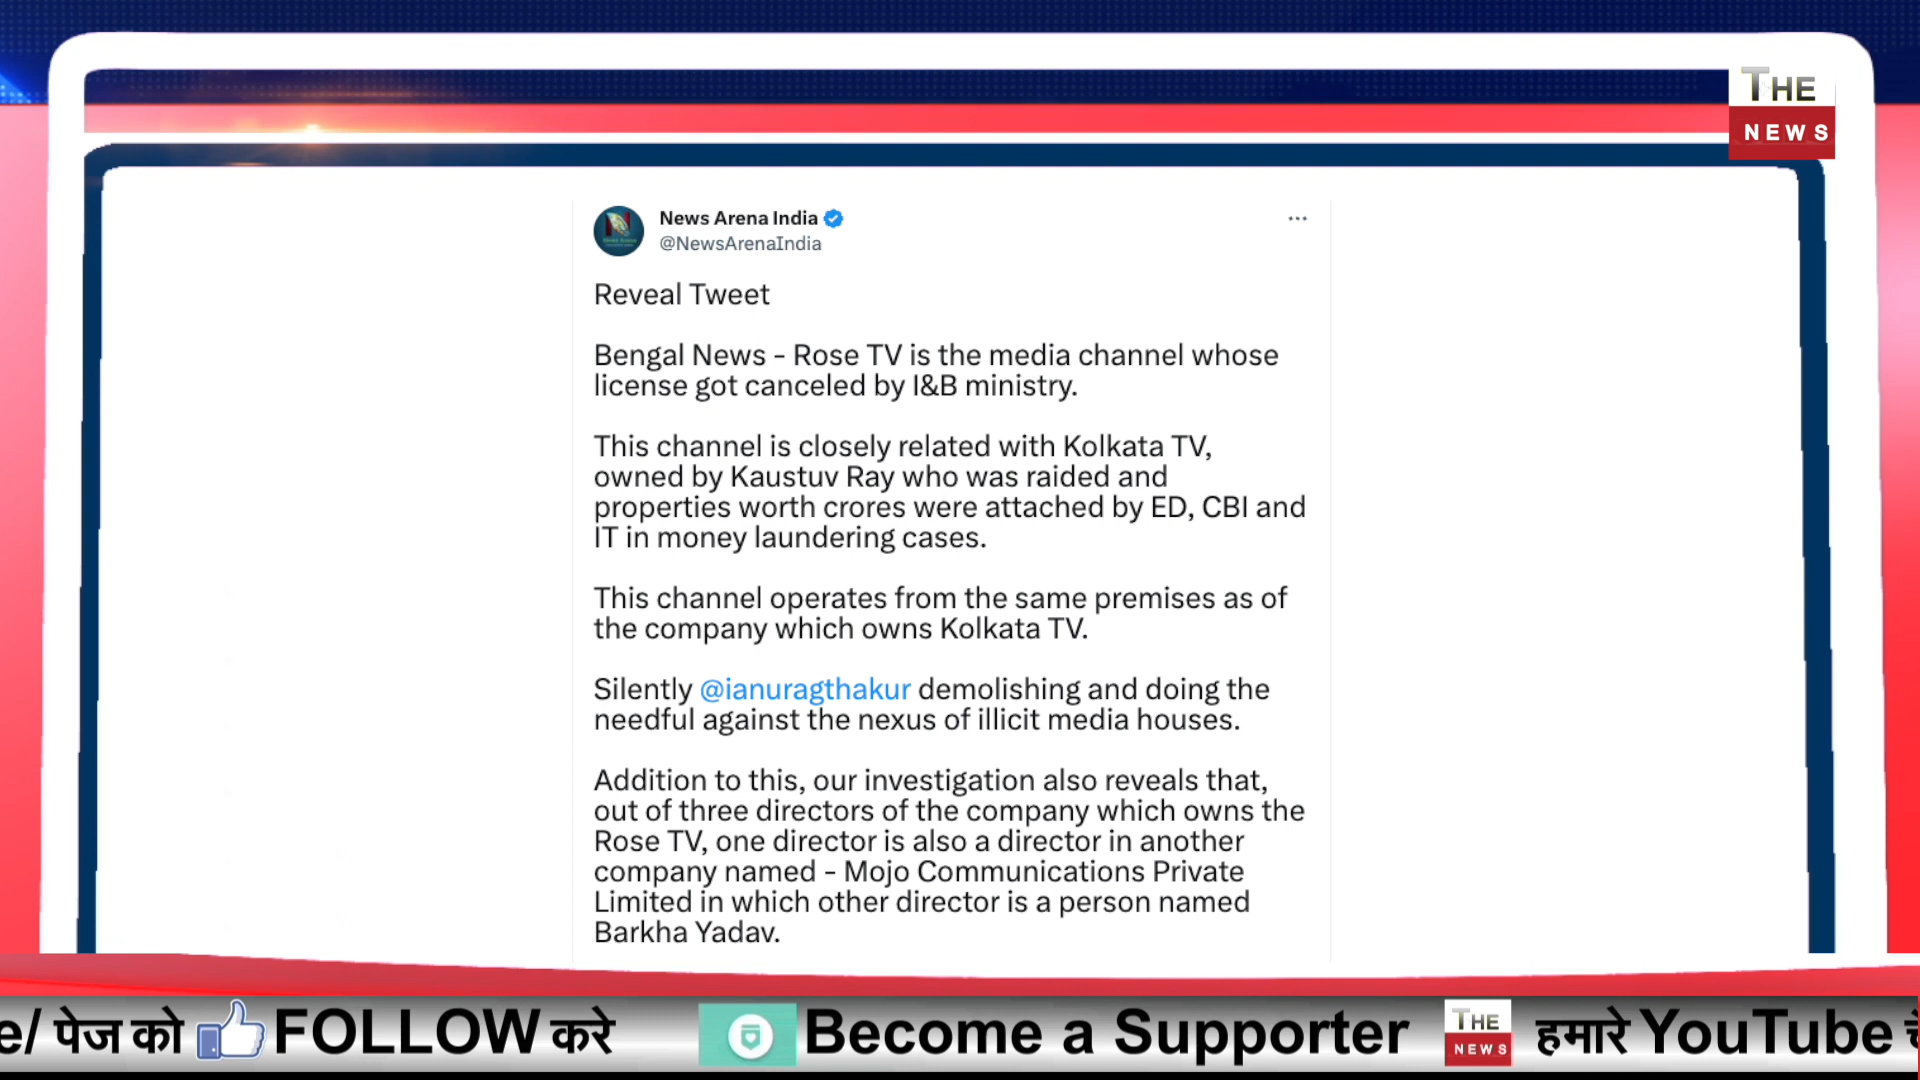 THE
NEWS
News Arena India
@NewsArenaIndia
Reveal Tweet
Bengal News - Rose TV is the media channel whose
license got canceled by I&B ministry.
This channel is closely related with Kolkata TV,
owned by Kaustuv Ray who was raided and
properties worth crores were attached by ED, CBI and
IT in money laundering cases.
This channel operates from the same premises as of
the company which owns Kolkata TV.
Silently @ianuragthakur demolishing and doing the
needful against the nexus of illicit media houses.
Addition to this, our investigation also reveals that,
out of three directors of the company which owns the
Rose TV, one director is also a director in another
company named - Mojo Communications Private
Limited in which other director is a person named
Barkha Yadav.
e/ पेज को FOLLOW करे Become a Supporter THE NEWS हमारे YouTube